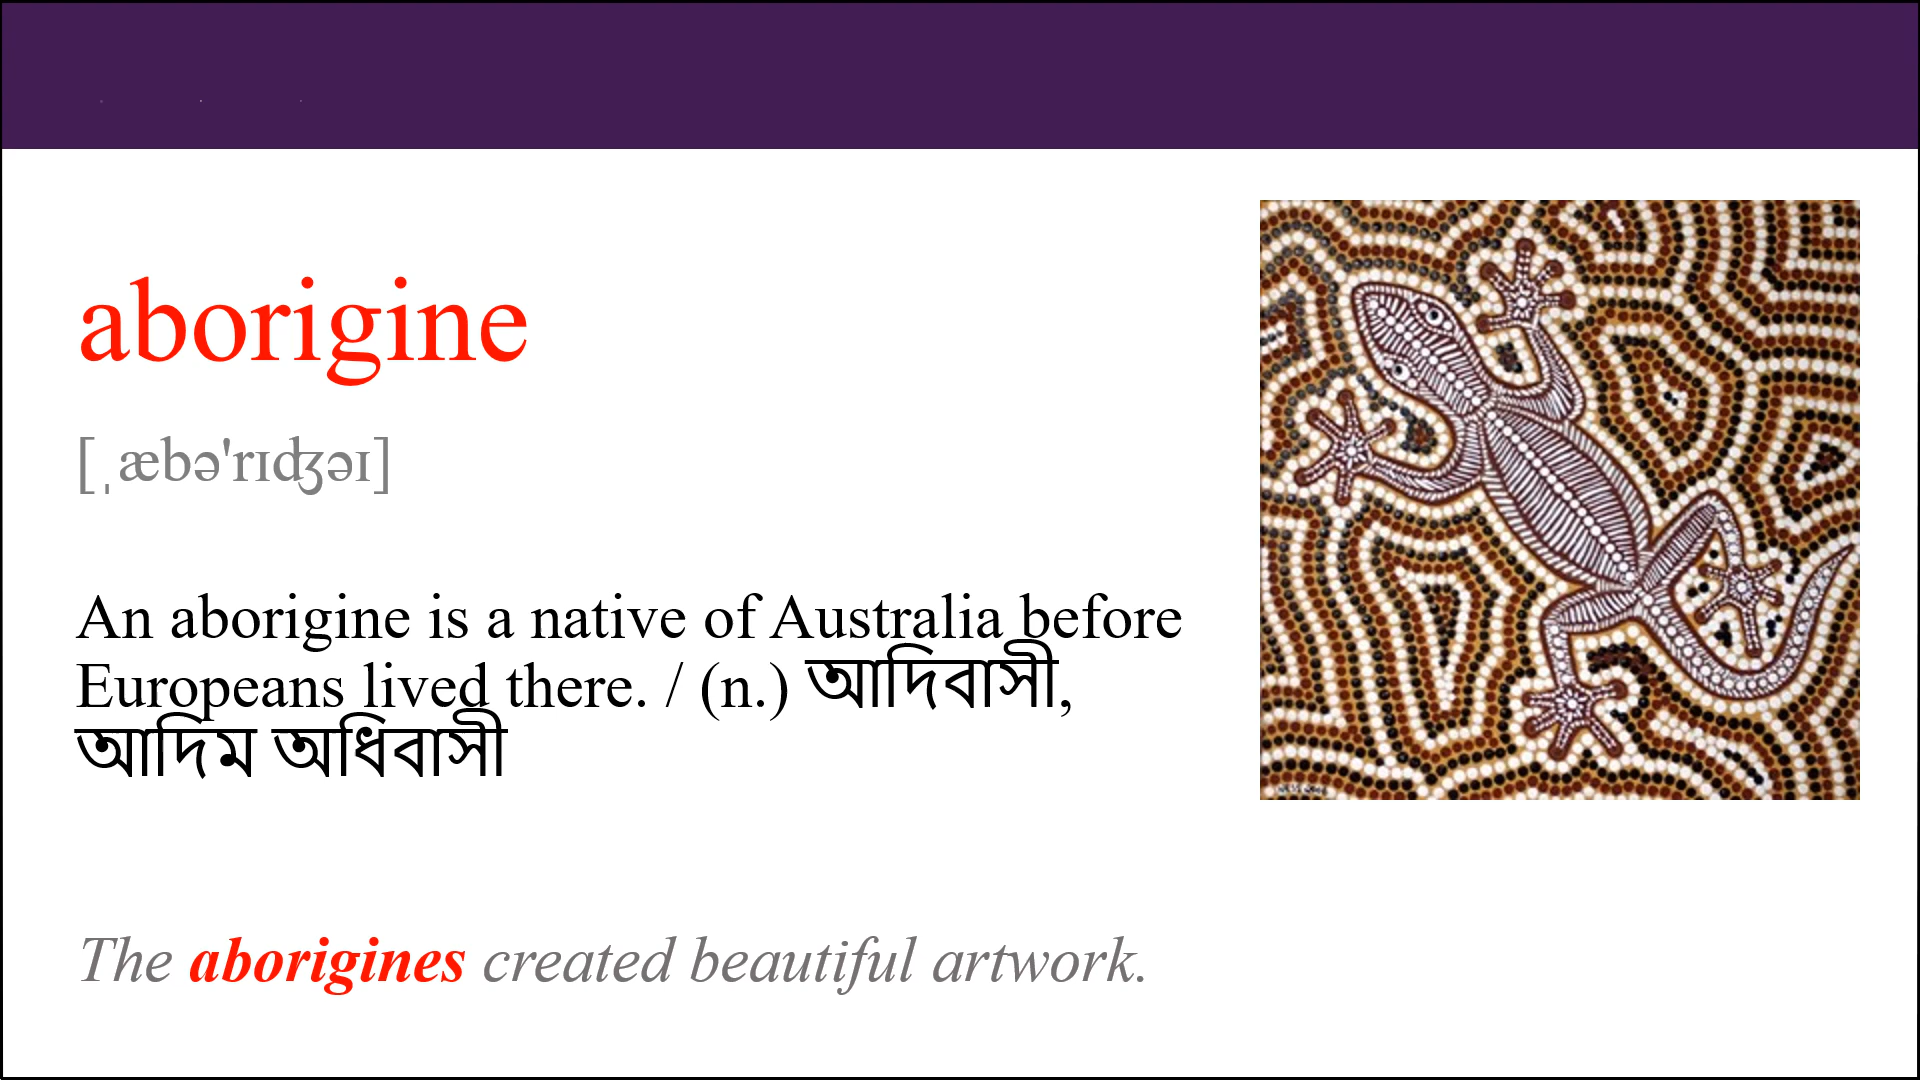 aborigine
[ˌæbə'rɪʤəɪ]
An aborigine is a native of Australia before
Europeans lived there. / (n.) আদিবাসী,
আদিম অধিবাসী
The aborigines created beautiful artwork.